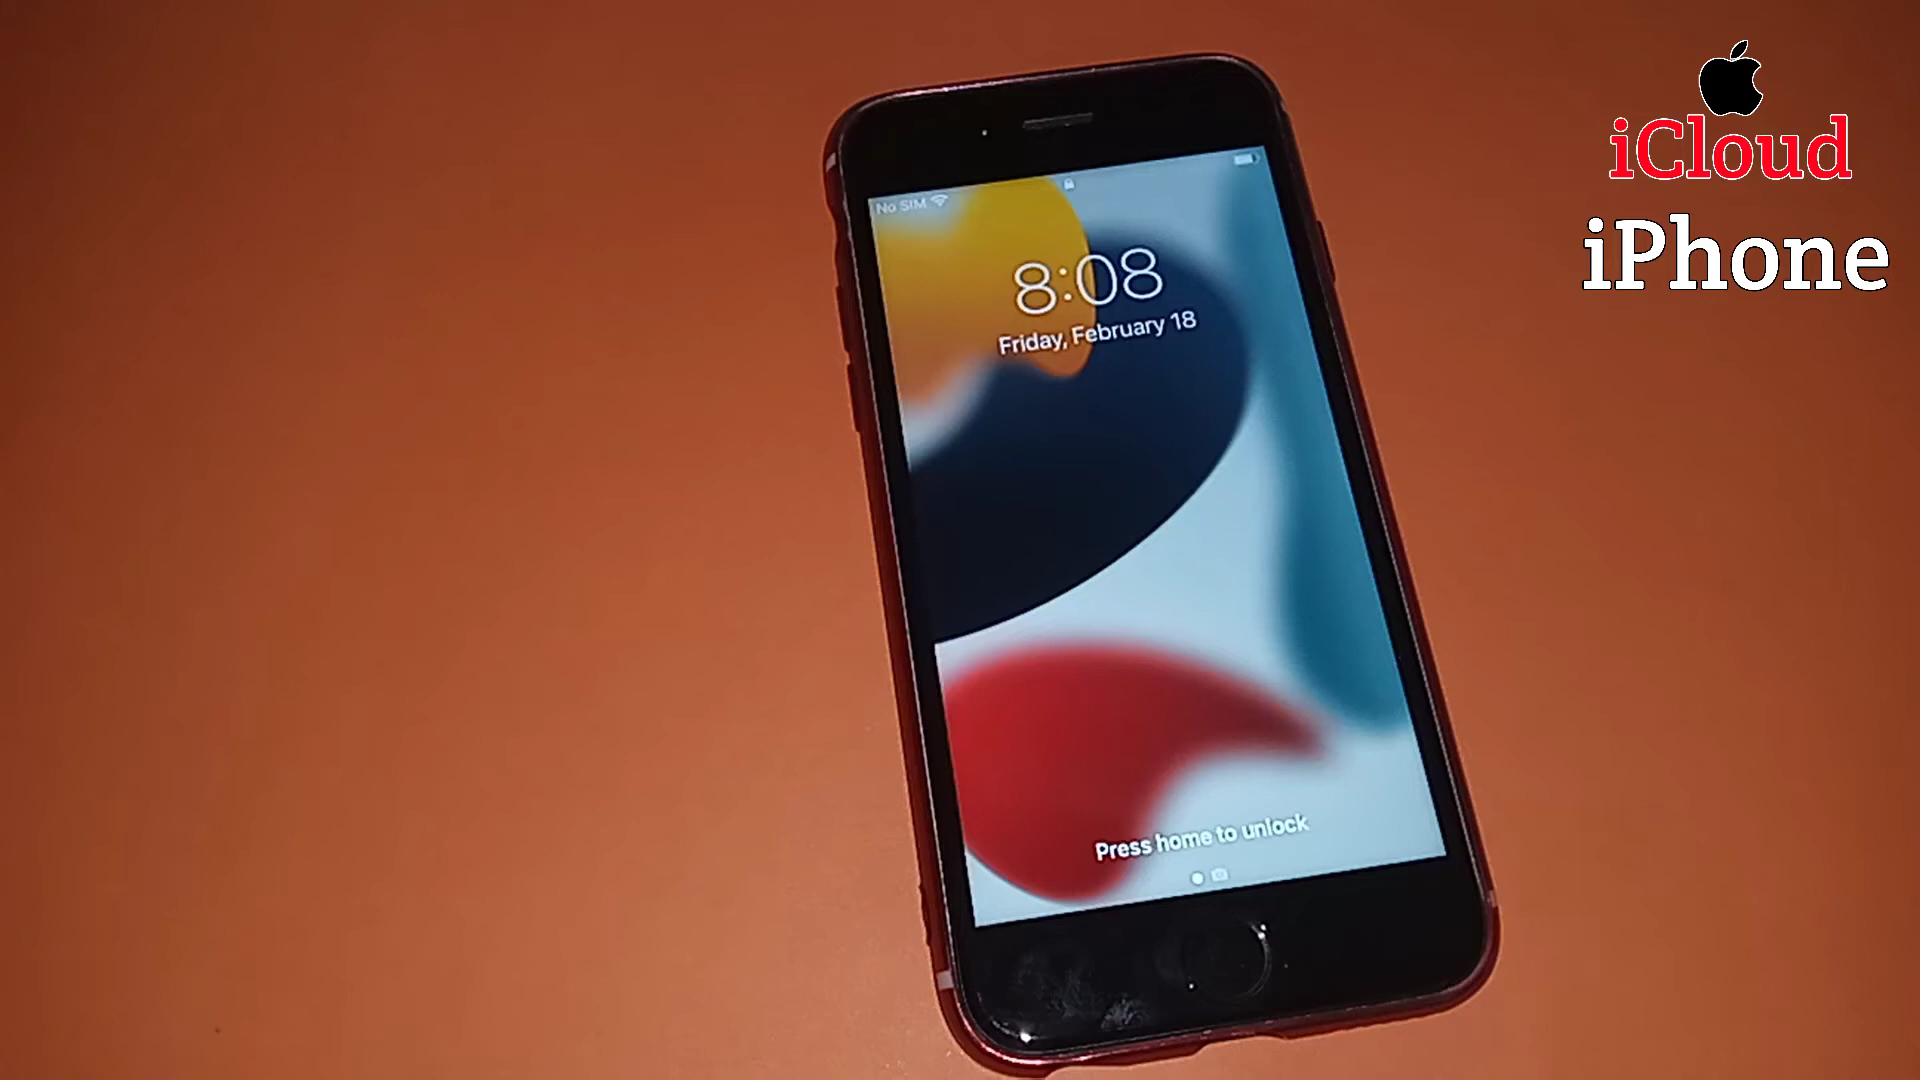 No SIM
8:08
Friday, February 18
Press home to unlock
iCloud
iPhone